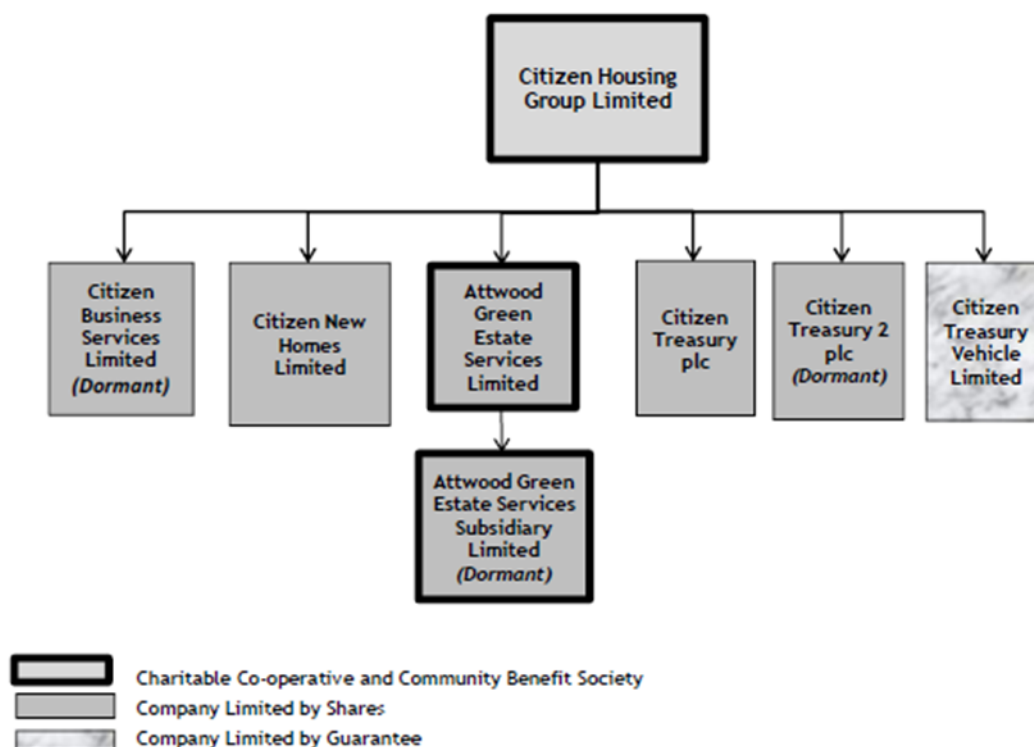 Citizen Housing
Group Limited
Citizen
Business
Services
Limited
(Dormant)
Citizen New
Homes
Limited
Attwood
Green
Estate
Services
Limited
Citizen
Treasury
plc
Citizen
Treasury 2
plc
(Dormant)
Citizen
Treasury
Vehicle
Limited
Attwood Green
Estate Services
Subsidiary
Limited
(Dormant)
Charitable Co-operative and Community Benefit Society
Company Limited by Shares
Company Limited by Guarantee